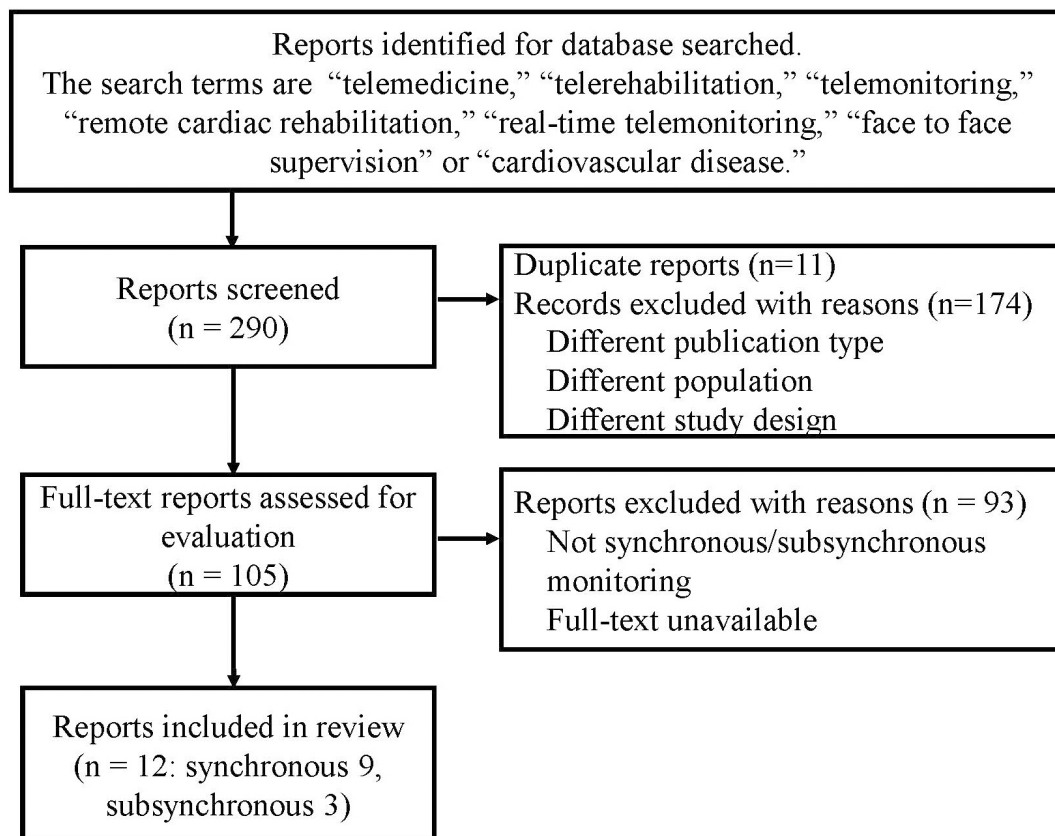 Reports identified for database searched.
The search terms are “telemedicine,” “telerehabilitation,” “telemonitoring,”
“remote cardiac rehabilitation,” “real-time telemonitoring,” “face to face
supervision” or “cardiovascular disease.”
Reports screened
(n = 290)
Duplicate reports (n=11)
Records excluded with reasons (n=174)
Different publication type
Different population
Different study design
Full-text reports assessed for
evaluation
(n = 105)
Reports excluded with reasons (n = 93)
Not synchronous/subsynchronous
monitoring
Full-text unavailable
Reports included in review
(n = 12: synchronous 9,
subsynchronous 3)